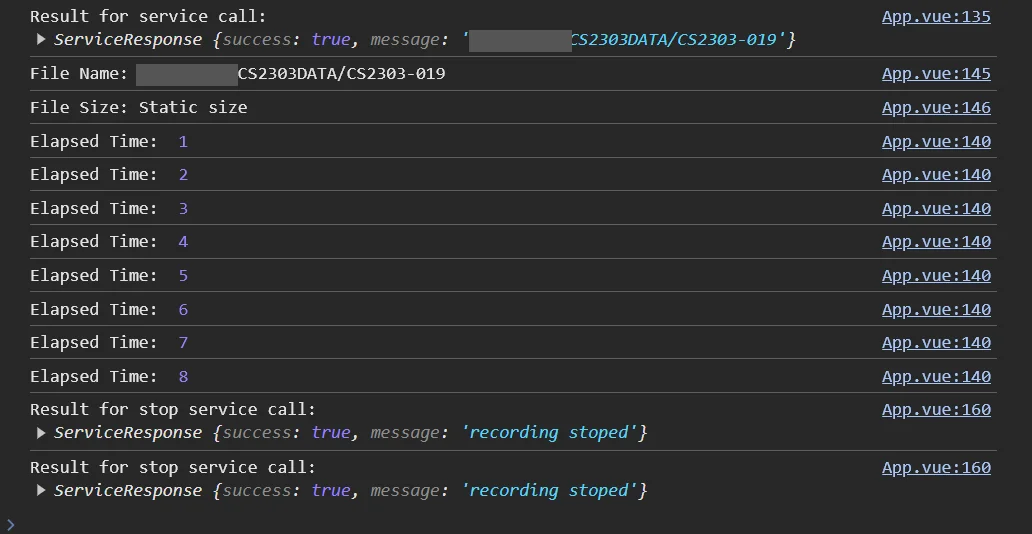 Result for service call: App.vue:135
ServiceResponse {success: true, message: 'CS2303DATA/CS2303-019'}
File Name: CS2303DATA/CS2303-019 App.vue:145
File Size: Static size App.vue:146
Elapsed Time: 1 App.vue:140
Elapsed Time: 2 App.vue:140
Elapsed Time: 3 App.vue:140
Elapsed Time: 4 App.vue:140
Elapsed Time: 5 App.vue:140
Elapsed Time: 6 App.vue:140
Elapsed Time: 7 App.vue:140
Elapsed Time: 8 App.vue:140
Result for stop service call: App.vue:160
ServiceResponse {success: true, message: 'recording stoped'}
Result for stop service call: App.vue:160
ServiceResponse {success: true, message: 'recording stoped'}